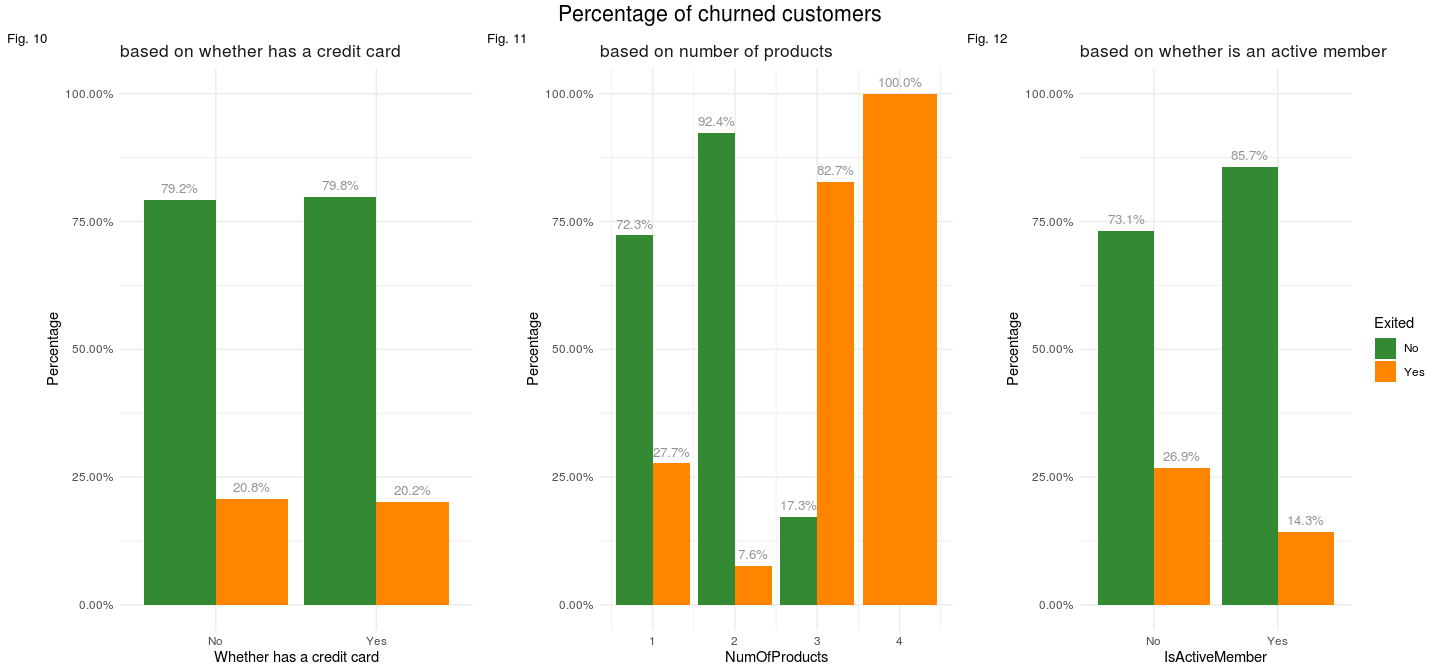 Percentage of churned customers
Fig. 10
based on whether has a credit card
100.00%
75.00%
50.00%
25.00%
0.00%
Percentage
79.2%
20.8%
79.8%
20.2%
No
Yes
Whether has a credit card
Fig. 11
based on number of products
100.00%
75.00%
50.00%
25.00%
0.00%
Percentage
72.3%
27.7%
92.4%
7.6%
17.3%
82.7%
100.0%
1
2
3
4
NumOfProducts
Fig. 12
based on whether is an active member
100.00%
75.00%
50.00%
25.00%
0.00%
Percentage
73.1%
26.9%
85.7%
14.3%
No
Yes
IsActiveMember
Exited
No
Yes